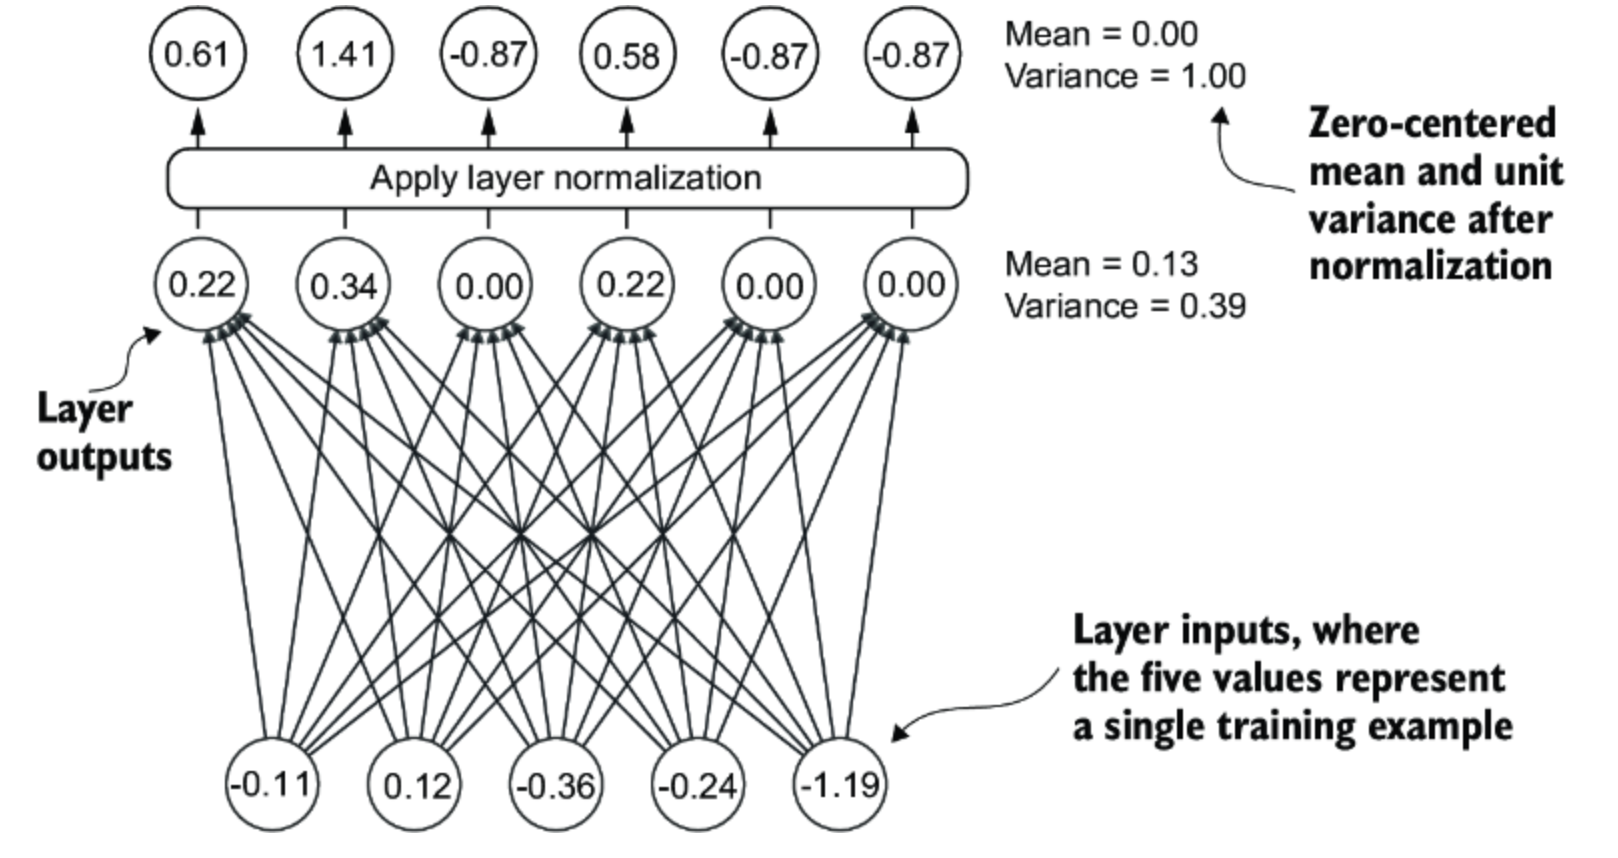 0.61 1.41 -0.87 0.58 -0.87 -0.87
Mean = 0.00
Variance = 1.00
Zero-centered
mean and unit
variance after
normalization
Apply layer normalization
0.22 0.34 0.00 0.22 0.00 0.00
Mean = 0.13
Variance = 0.39
Layer
outputs
Layer inputs, where
the five values represent
a single training example
-0.11 0.12 -0.36 -0.24 -1.19